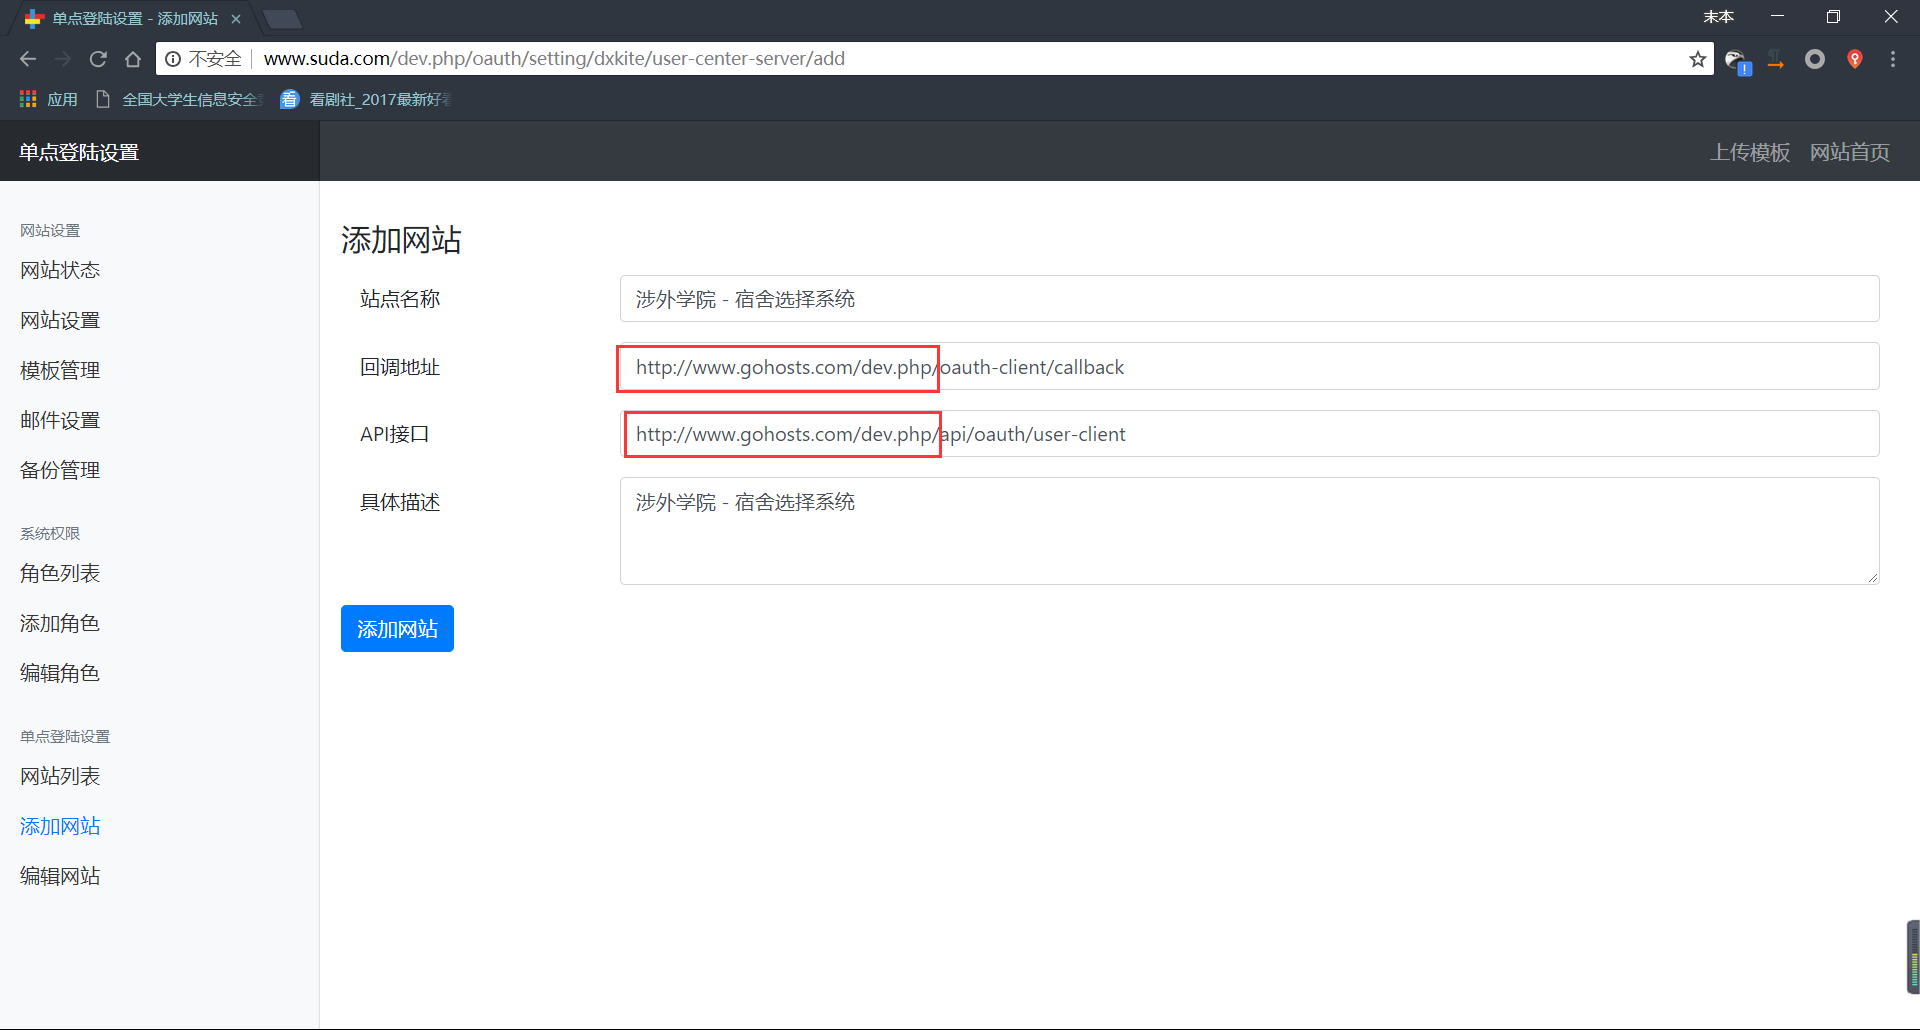 单点登陆设置 - 添加网站
末本
不安全 www.suda.com/dev.php/oauth/setting/dxkite/user-center-server/add
应用 全国大学生信息安全 看 看剧社_2017最新好看
单点登陆设置
上传模板 网站首页
网站设置
网站状态
网站设置
模板管理
邮件设置
备份管理
系统权限
角色列表
添加角色
编辑角色
单点登陆设置
网站列表
添加网站
编辑网站
添加网站
站点名称 涉外学院 - 宿舍选择系统
回调地址 http://www.gohosts.com/dev.php/oauth-client/callback
API接口 http://www.gohosts.com/dev.php/api/oauth/user-client
具体描述 涉外学院 - 宿舍选择系统
添加网站